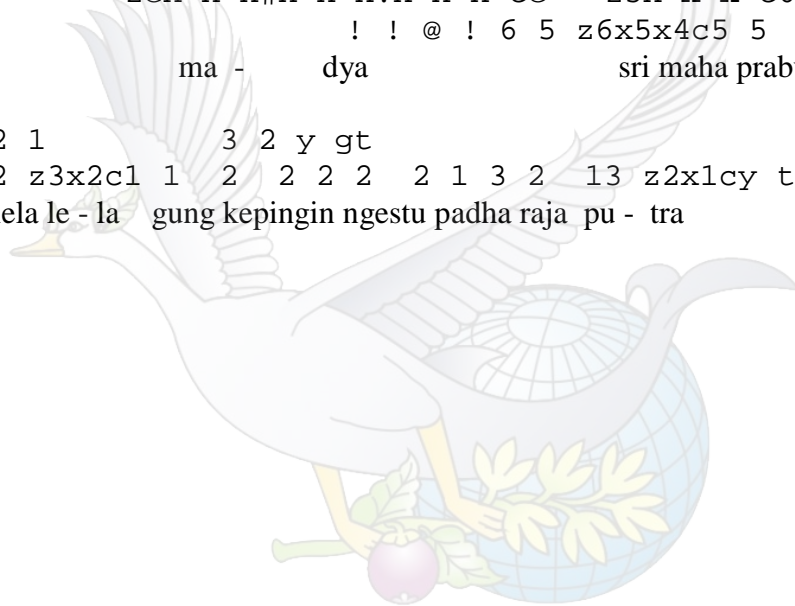 ! ! @ ! 6 5 z6x5x4c5 5
ma - dya sri maha prab
2 1 3 2 y gt
2 z3x2c1 1 2 2 2 2 2 1 3 2 13 z2x1cy t
ela le - la gung kepingin ngestu padha raja pu - tra